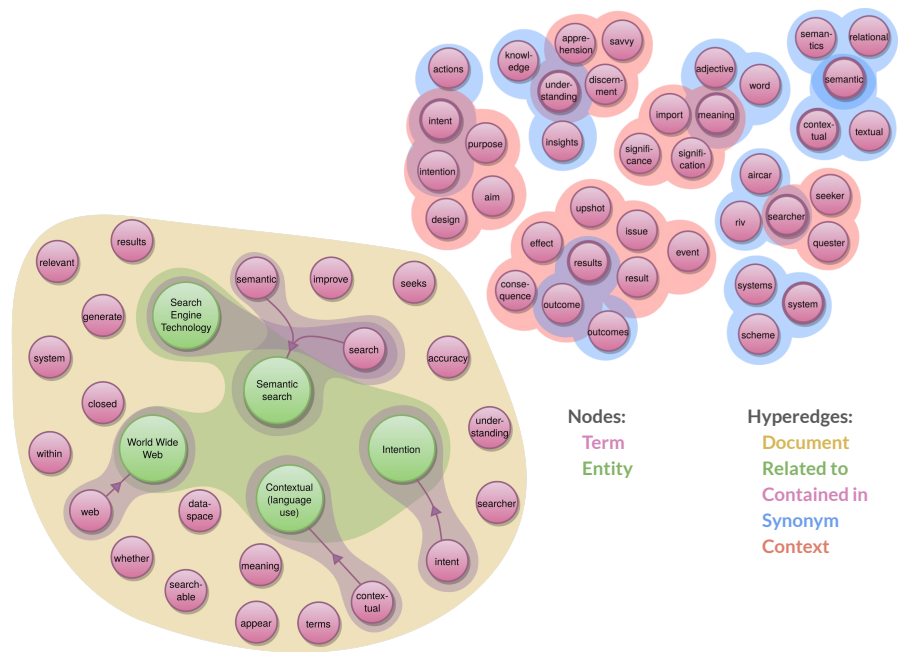 actions
intent
purpose
intention
aim
design
knowl-
edge
appre-
hension
savvy
under-
standing
discern-
ment
insights
adjective
word
import
meaning
signifi-
cance
signifi-
cation
seman-
tics
relational
semantic
contex-
tual
textual
aircar
riv
searcher
seeker
quester
upshot
issue
effect
results
event
result
conse-
quence
outcome
outcomes
systems
system
scheme
relevant
results
semantic
improve
seeks
generate
Search
Engine
Technology
system
search
accuracy
closed
Semantic
search
within
World Wide
Web
Intention
under-
standing
web
data-
space
Contextual
(language
use)
searcher
whether
meaning
intent
search-
able
contex-
tual
appear
terms
Nodes:
Term
Entity
Hyperedges:
Document
Related to
Contained in
Synonym
Context